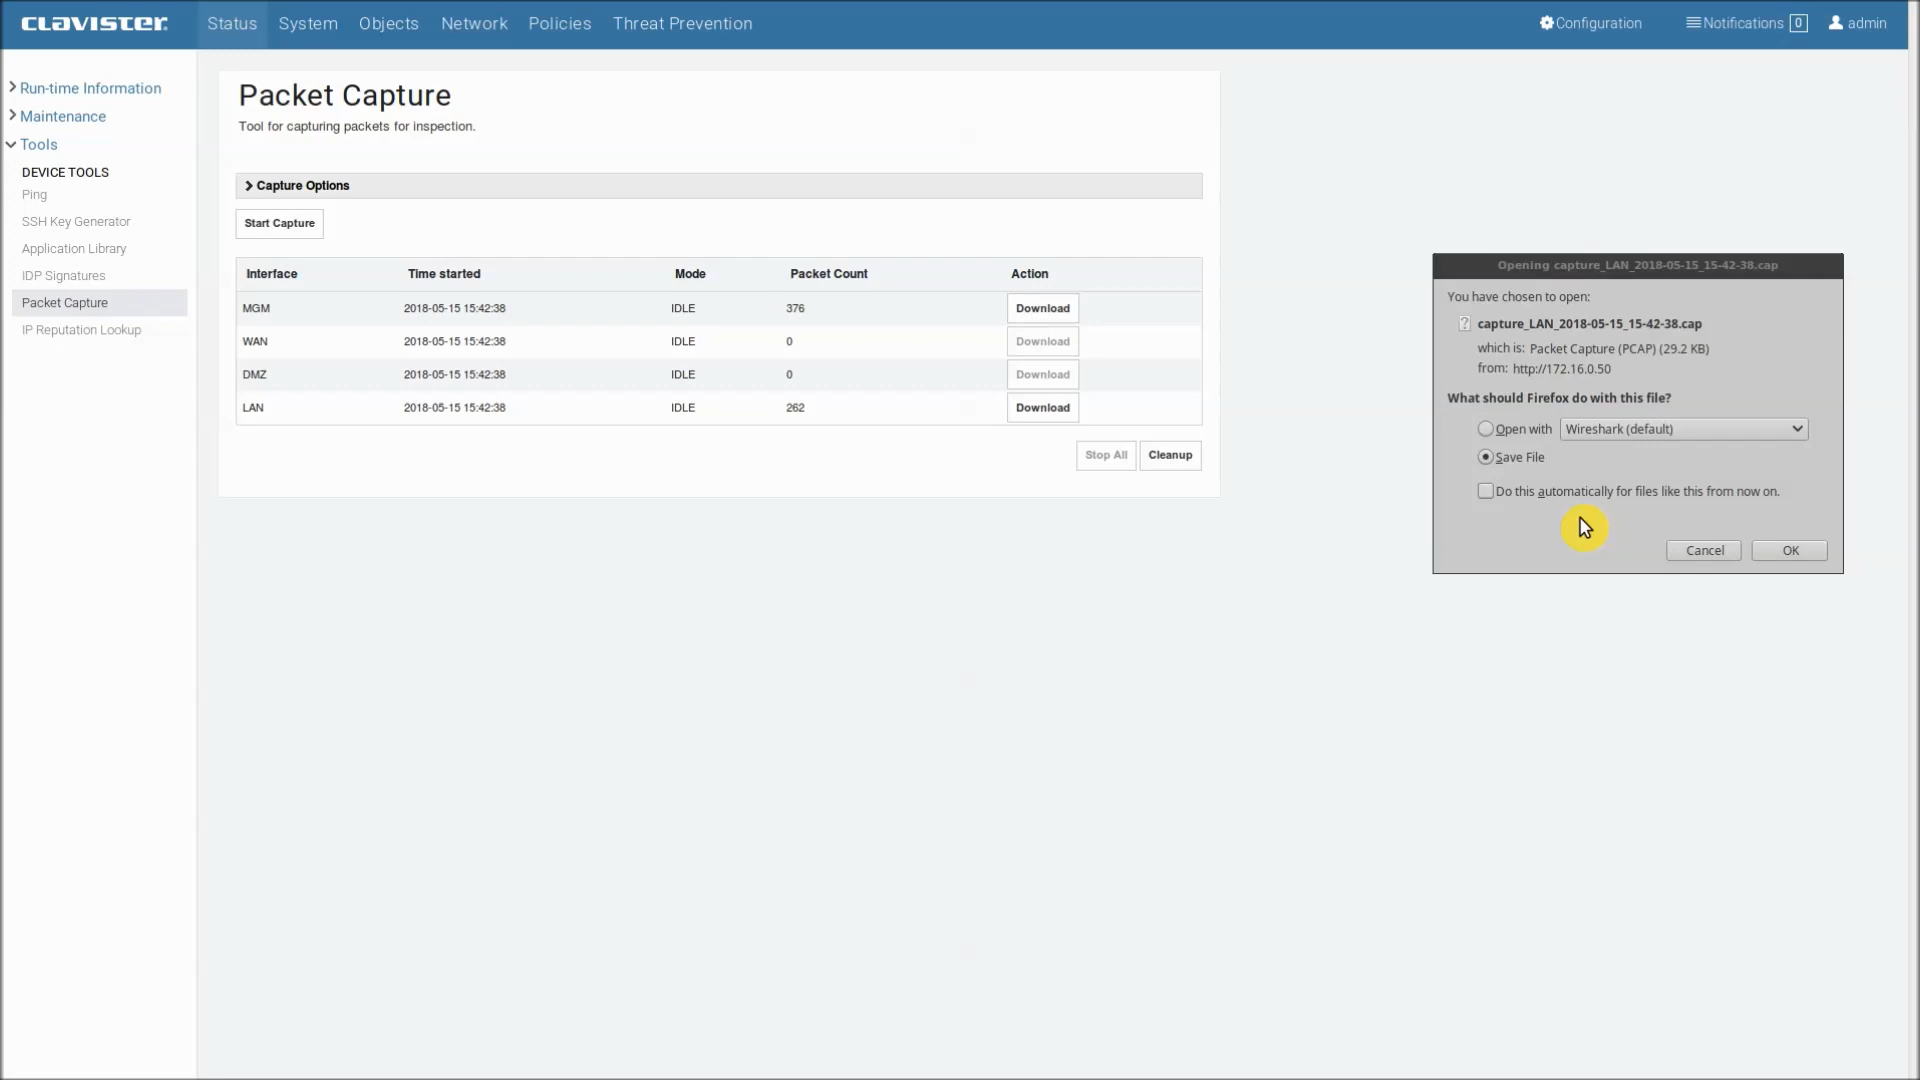 clavister.
Status System Objects Network Policies Threat Prevention
Configuration Notifications 0 admin
Run-time Information
Maintenance
Tools
DEVICE TOOLS
Ping
SSH Key Generator
Application Library
IDP Signatures
Packet Capture
IP Reputation Lookup
Packet Capture
Tool for capturing packets for inspection.
Capture Options
Start Capture
Interface Time started Mode Packet Count Action
MGM 2018-05-15 15:42:38 IDLE 376 Download
WAN 2018-05-15 15:42:38 IDLE 0 Download
DMZ 2018-05-15 15:42:38 IDLE 0 Download
LAN 2018-05-15 15:42:38 IDLE 262 Download
Stop All Cleanup
Opening capture_LAN_2018-05-15_15-42-38.cap
You have chosen to open:
? capture_LAN_2018-05-15_15-42-38.cap
which is: Packet Capture (PCAP) (29.2 KB)
from: http://172.16.0.50
What should Firefox do with this file?
Open with Wireshark (default)
Save File
Do this automatically for files like this from now on.
Cancel OK